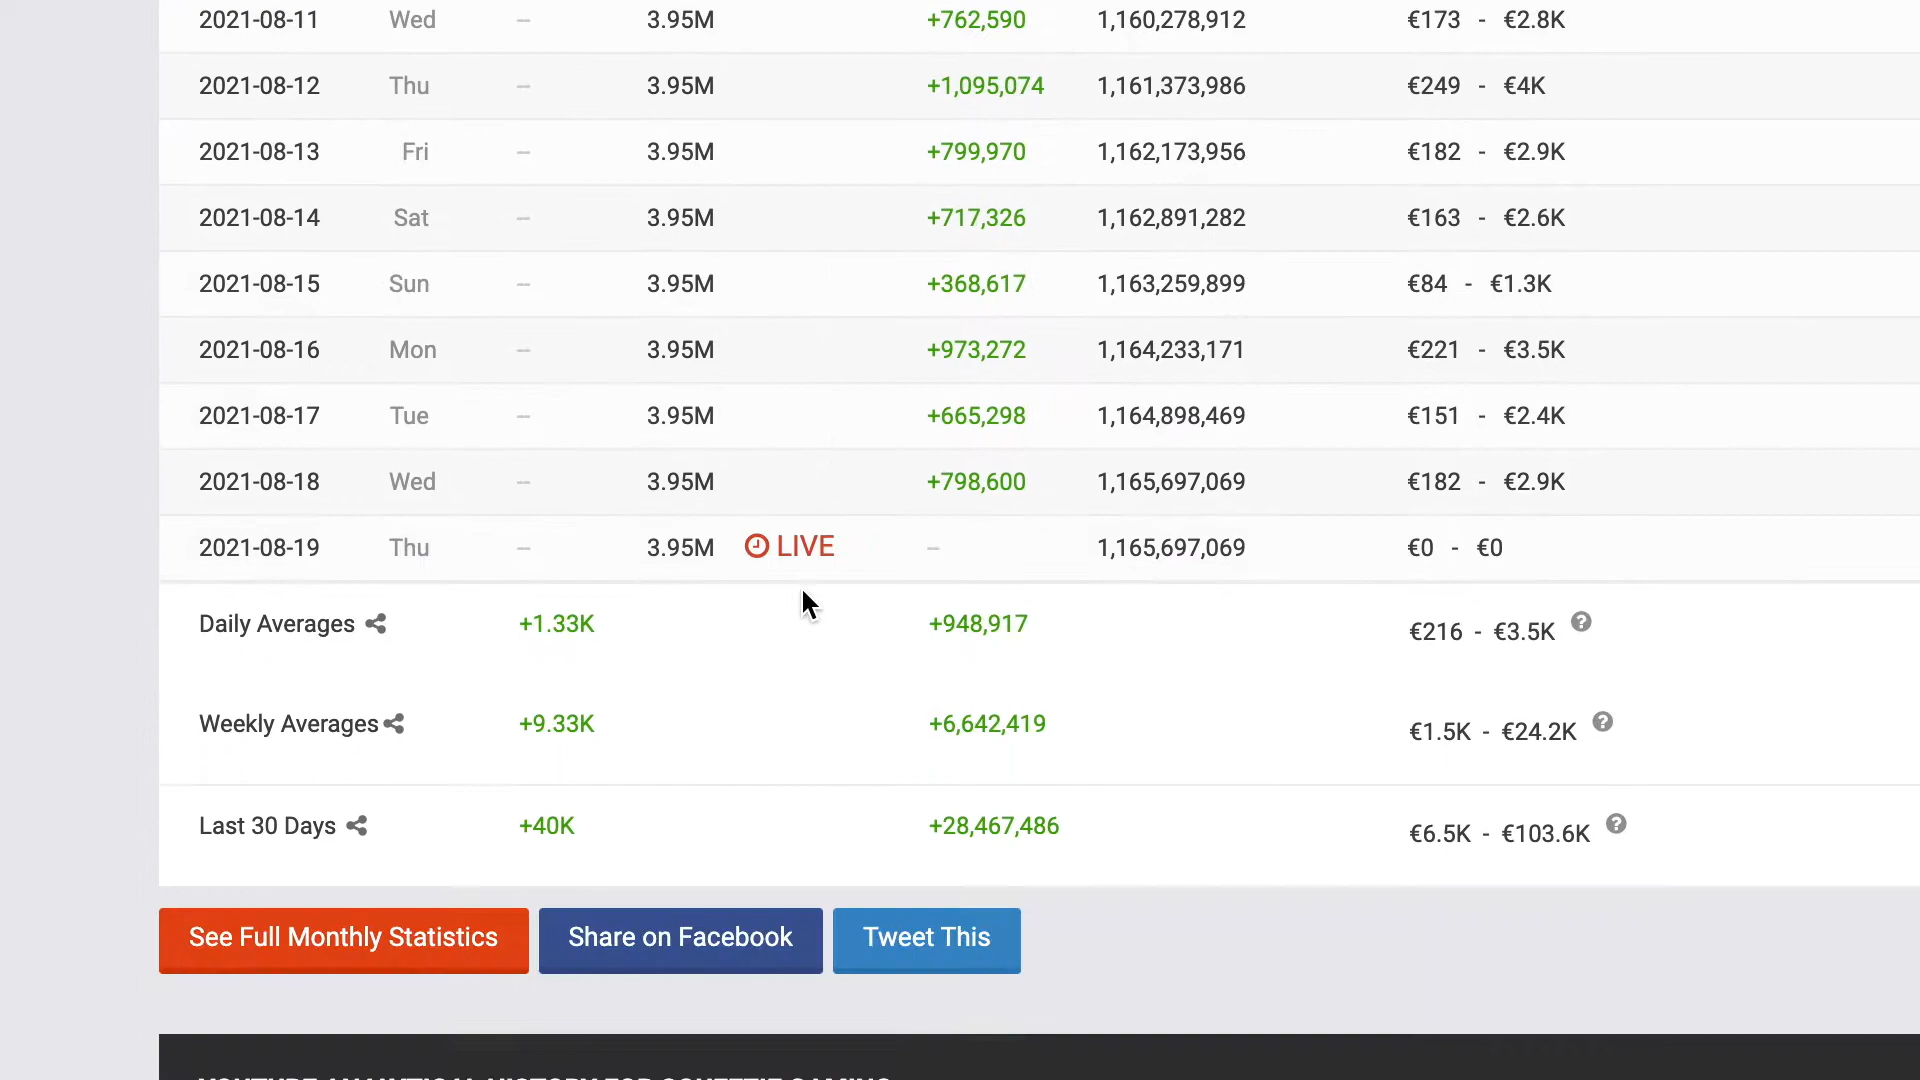 2021-08-11 Wed -- 3.95M +762,590 1,160,278,912 €173 - €2.8K
2021-08-12 Thu -- 3.95M +1,095,074 1,161,373,986 €249 - €4K
2021-08-13 Fri -- 3.95M +799,970 1,162,173,956 €182 - €2.9K
2021-08-14 Sat -- 3.95M +717,326 1,162,891,282 €163 - €2.6K
2021-08-15 Sun -- 3.95M +368,617 1,163,259,899 €84 - €1.3K
2021-08-16 Mon -- 3.95M +973,272 1,164,233,171 €221 - €3.5K
2021-08-17 Tue -- 3.95M +665,298 1,164,898,469 €151 - €2.4K
2021-08-18 Wed -- 3.95M +798,600 1,165,697,069 €182 - €2.9K
2021-08-19 Thu -- 3.95M LIVE -- 1,165,697,069 €0 - €0
Daily Averages +1.33K +948,917 €216 - €3.5K ?
Weekly Averages +9.33K +6,642,419 €1.5K - €24.2K ?
Last 30 Days +40K +28,467,486 €6.5K - €103.6K ?
See Full Monthly Statistics Share on Facebook Tweet This